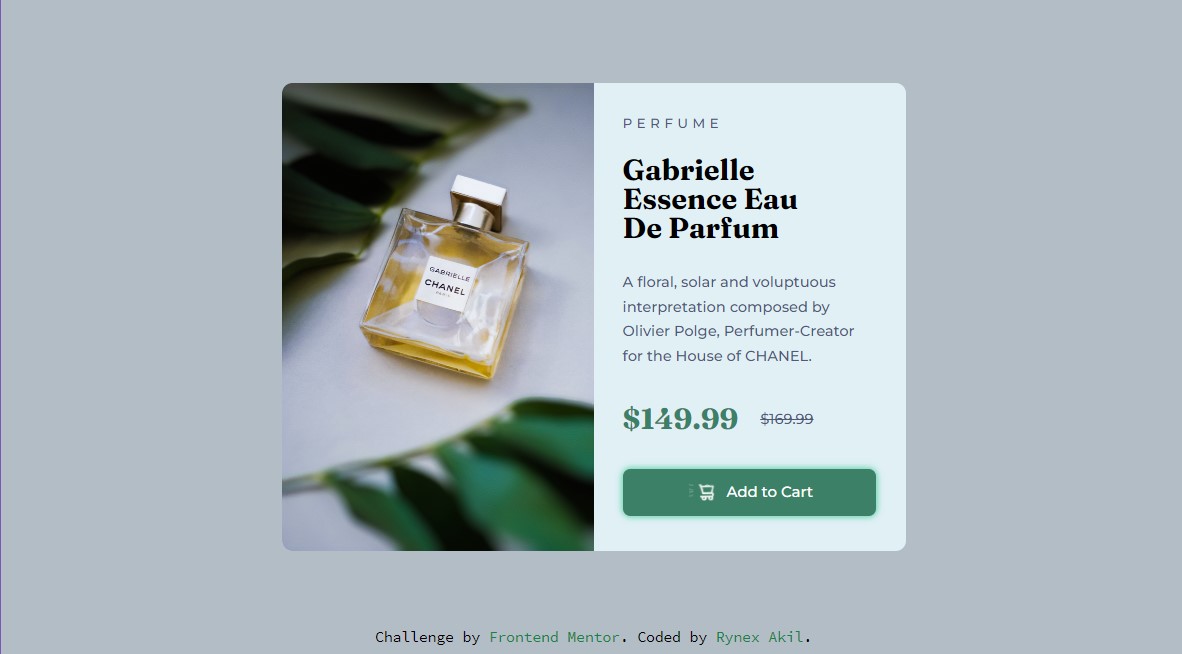 PERFUME
Gabrielle
Essence Eau
De Parfum
A floral, solar and voluptuous
interpretation composed by
Olivier Polge, Perfumer-Creator
for the House of CHANEL.
$149.99 $169.99
Add to Cart
GABRIELLE
CHANEL
PARIS
Challenge by Frontend Mentor. Coded by Rynex Akil.